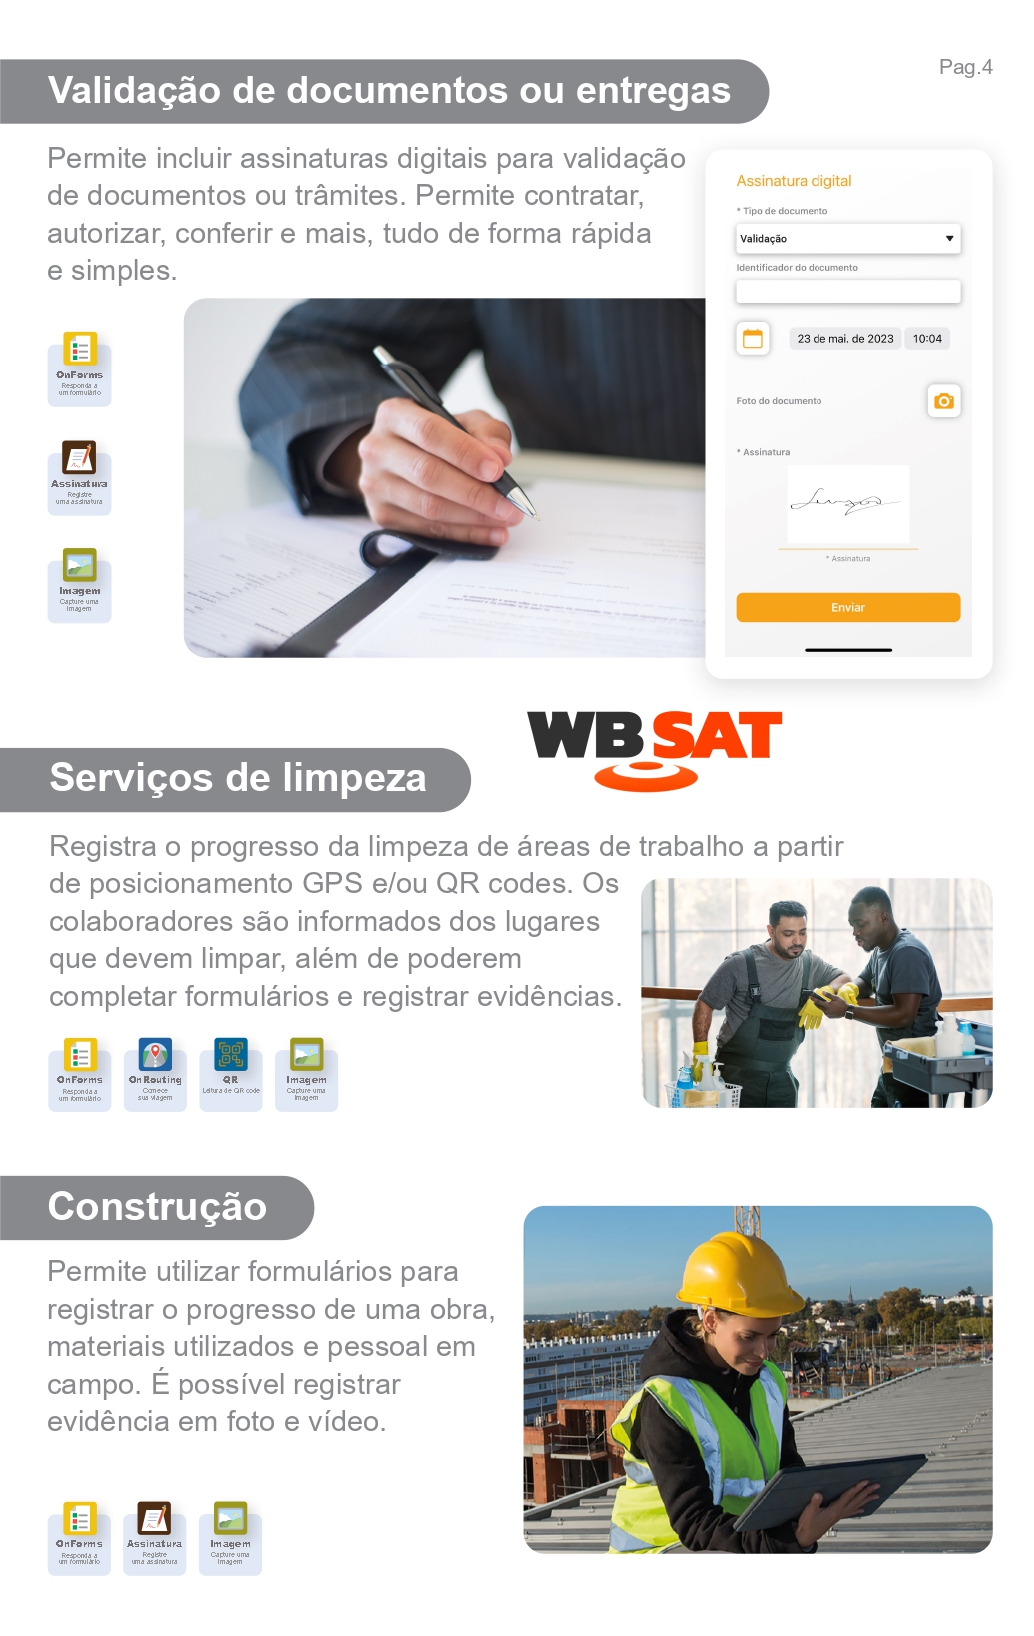 Pag.4
Validação de documentos ou entregas
Permite incluir assinaturas digitais para validação
de documentos ou trâmites. Permite contratar,
autorizar, conferir e mais, tudo de forma rápida
e simples.
OnForms
Responda a
um formulário
Assinatura
Registre
uma assinatura
Imagem
Capture uma
Imagem
Assinatura digital
* Tipo de documento
Validação
Identificador do documento
23 de mai. de 2023 10:04
Foto do documento
* Assinatura
* Assinatura
Enviar
WBSAT
Serviços de limpeza
Registra o progresso da limpeza de áreas de trabalho a partir
de posicionamento GPS e/ou QR codes. Os
colaboradores são informados dos lugares
que devem limpar, além de poderem
completar formulários e registrar evidências.
OnForms
Responda a
um formulário
OnRouting
Comece
sua viagem
QR
Leitura de QR code
Imagem
Capture uma
Imagem
Construção
Permite utilizar formulários para
registrar o progresso de uma obra,
materiais utilizados e pessoal em
campo. É possível registrar
evidência em foto e vídeo.
OnForms
Responda a
um formulário
Assinatura
Registre
uma assinatura
Imagem
Capture uma
Imagem